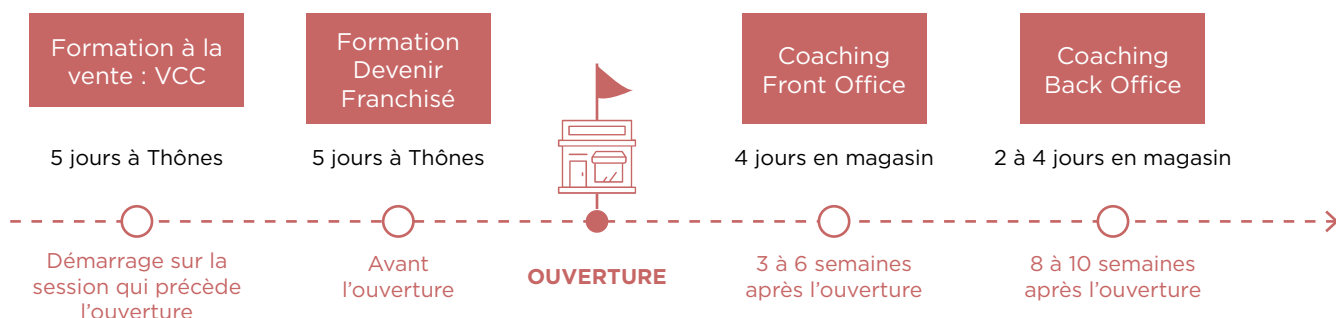 Formation à la
vente : VCC
Formation
Devenir
Franchisé
Coaching
Front Office
Coaching
Back Office
5 jours à Thônes
5 jours à Thônes
4 jours en magasin
2 à 4 jours en magasin
Démarrage sur la
session qui précède
l’ouverture
Avant
l’ouverture
OUVERTURE
3 à 6 semaines
après l’ouverture
8 à 10 semaines
après l’ouverture